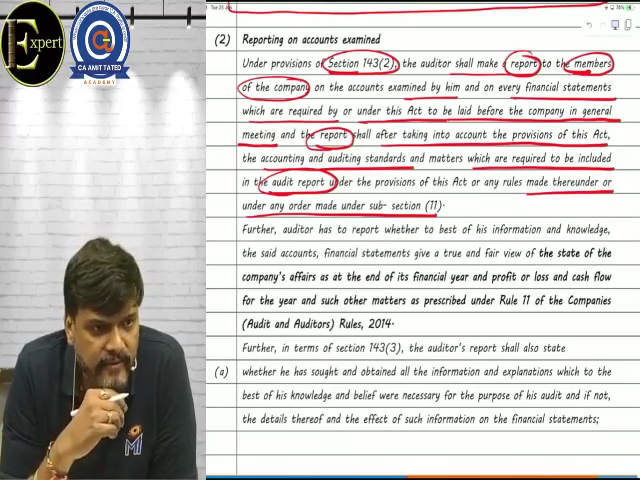 Expert
CA AMIT TATED
ACADEMY
Tue 25 Jun
74%
(2) Reporting on accounts examined
Under provisions of Section 143(2), the auditor shall make a report to the members
of the company on the accounts examined by him and on every financial statements
which are required by or under this Act to be laid before the company in general
meeting and the report shall after taking into account the provisions of this Act,
the accounting and auditing standards and matters which are required to be included
in the audit report under the provisions of this Act or any rules made thereunder or
under any order made under sub- section (11).
Further, auditor has to report whether to best of his information and knowledge,
the said accounts, financial statements give a true and fair view of the state of the
company's affairs as at the end of its financial year and profit or loss and cash flow
for the year and such other matters as prescribed under Rule 11 of the Companies
(Audit and Auditors) Rules, 2014.
Further, in terms of section 143(3), the auditor's report shall also state
(a) whether he has sought and obtained all the information and explanations which to the
best of his knowledge and belief were necessary for the purpose of his audit and if not,
the details thereof and the effect of such information on the financial statements;
MI